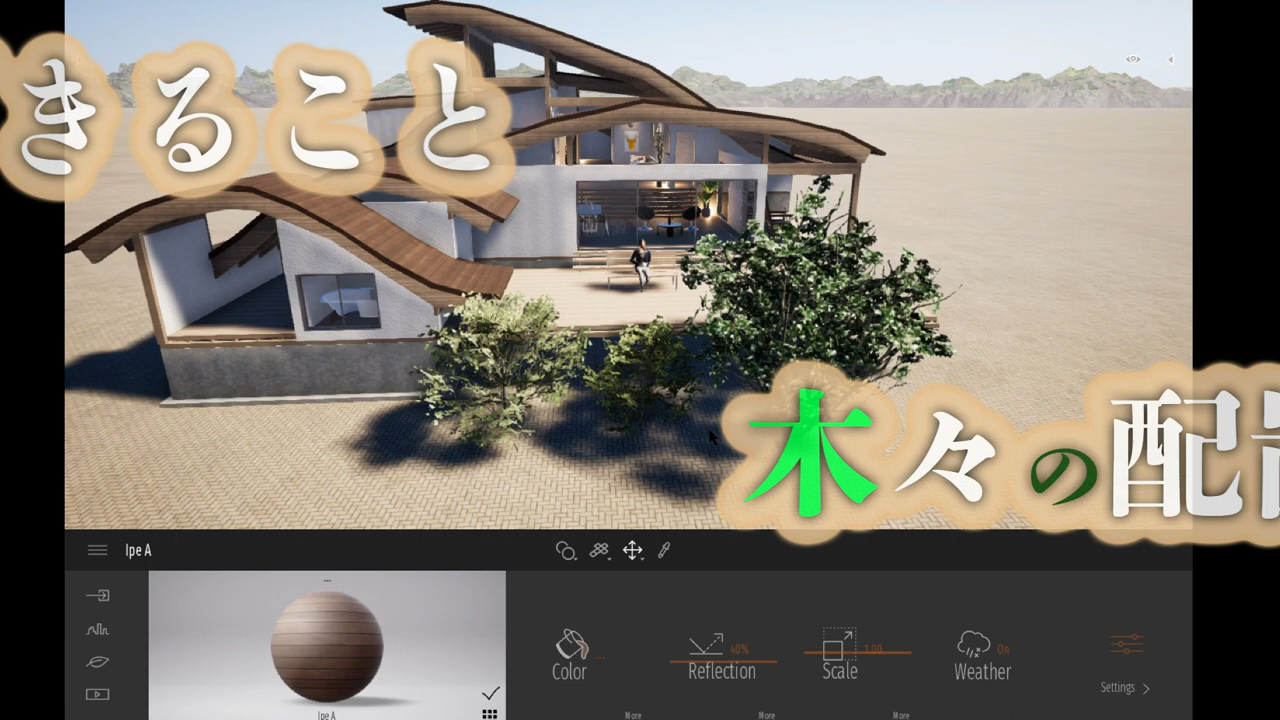 きること
木々の配
Ipe A
...
Color ...
Reflection 40%
Scale 1.00
Weather On
Settings
Ipe A
More
More
More